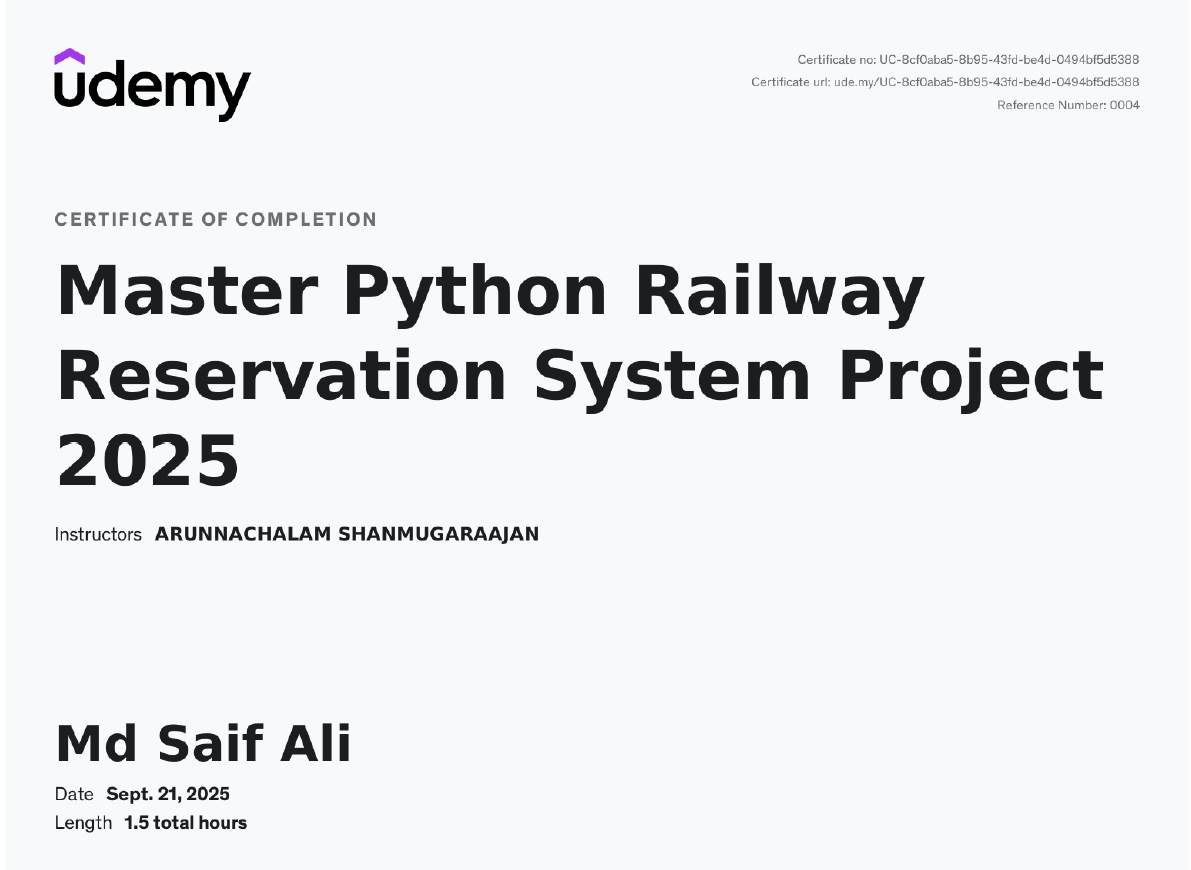 udemy
Certificate no: UC-8cf0aba5-8b95-43fd-be4d-0494bf5d5388
Certificate url: ude.my/UC-8cf0aba5-8b95-43fd-be4d-0494bf5d5388
Reference Number: 0004
CERTIFICATE OF COMPLETION
Master Python Railway
Reservation System Project
2025
Instructors ARUNNACHALAM SHANMUGARAAJAN
Md Saif Ali
Date Sept. 21, 2025
Length 1.5 total hours